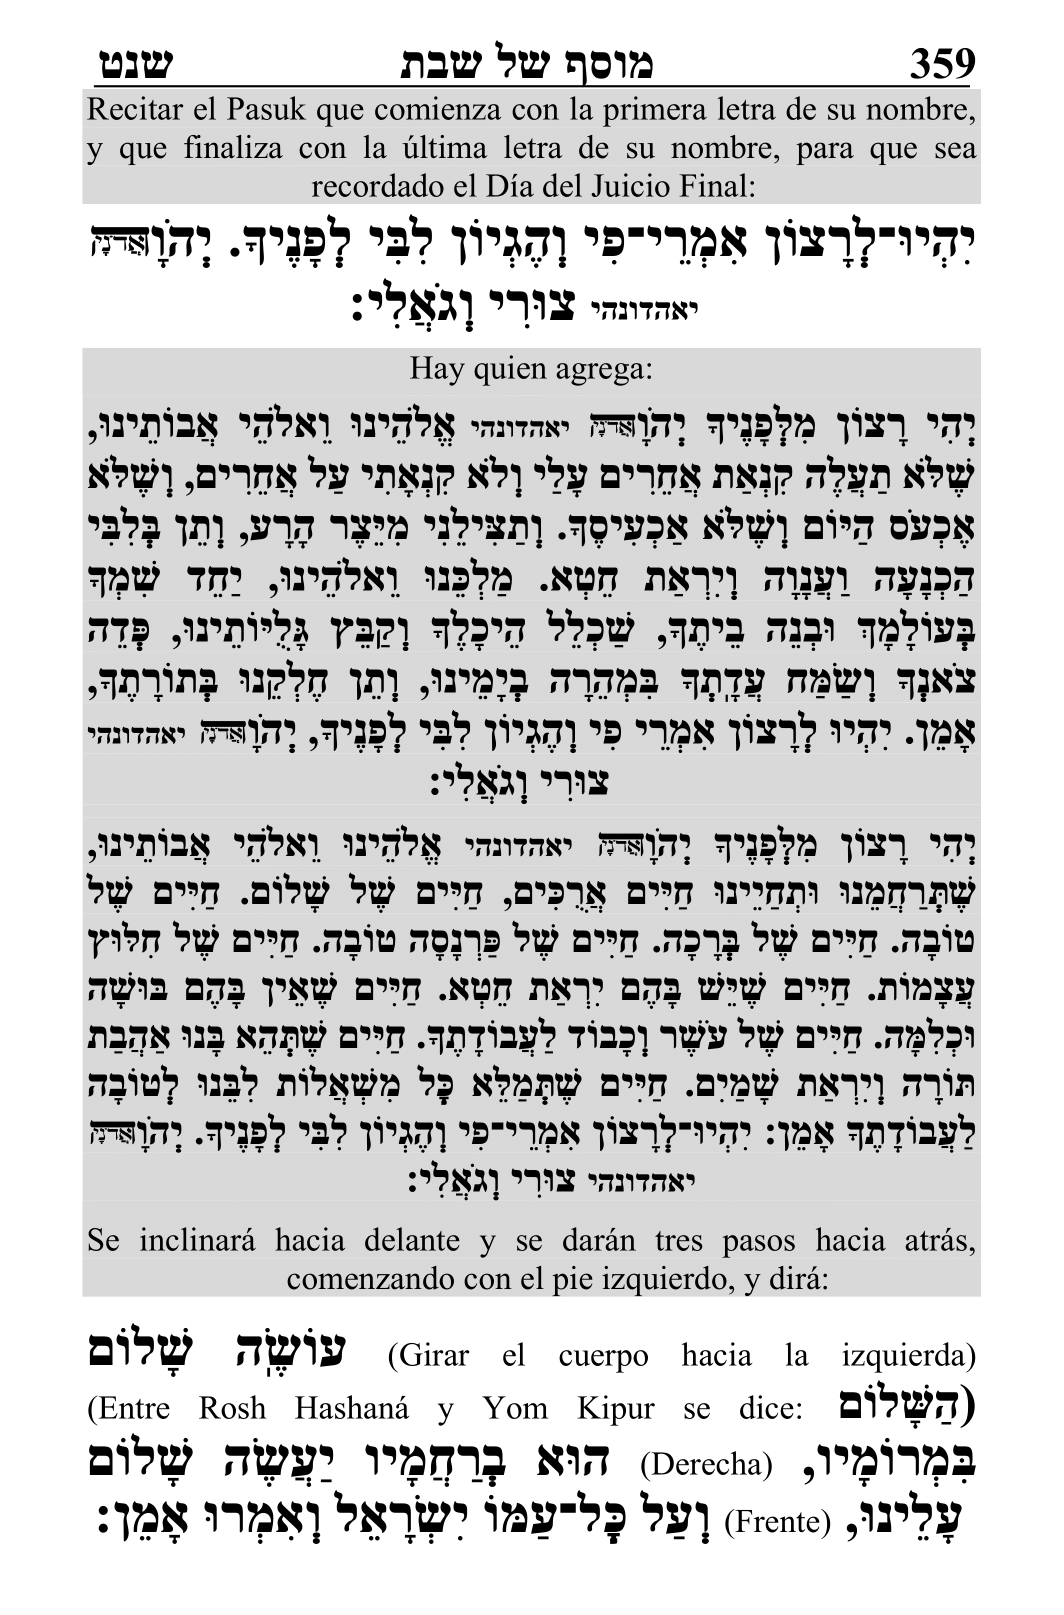 359 מוסף של שבת שנט
Recitar el Pasuk que comienza con la primera letra de su nombre,
y que finaliza con la última letra de su nombre, para que sea
recordado el Día del Juicio Final:
יִהְיוּ־לְרָצוֹן אִמְרֵי־פִי וְהֶגְיוֹן לִבִּי לְפָנֶיךָ. יְהֹוָאֲדֹנָיה
יאהדונהי צוּרִי וְגֹאֲלִי:
Hay quien agrega:
יְהִי רָצוֹן מִלְּפָנֶיךָ יְהֹוָאֲדֹנָיה יאהדונהי אֱלֹהֵינוּ וֵאלֹהֵי אֲבוֹתֵינוּ,
שֶׁלֹּא תַעֲלֶה קִנְאַת אֲחֵרִים עָלַי וְלֹא קִנְאָתִי עַל אֲחֵרִים, וְשֶׁלֹּא
אֶכְעֹס הַיּוֹם וְשֶׁלֹּא אַכְעִיסֶךָ. וְתַצִּילֵנִי מִיֵּצֶר הָרָע, וְתֵן בְּלִבִּי
הַכְנָעָה וַעֲנָוָה וְיִרְאַת חֵטְא. מַלְכֵּנוּ וֵאלֹהֵינוּ, יַחֵד שִׁמְךָ
בְּעוֹלָמָךְ וּבְנֵה בֵיתֶךָ, שַׁכְלֵל הֵיכָלֶךָ וְקַבֵּץ גָּלֻיּוֹתֵינוּ, פְּדֵה
צֹאנְךָ וְשַׂמַּח עֲדָתְךָ בִּמְהֵרָה בְיָמֵינוּ, וְתֵן חֶלְקֵנוּ בְּתוֹרָתֶךָ,
אָמֵן. יִהְיוּ לְרָצוֹן אִמְרֵי פִי וְהֶגְיוֹן לִבִּי לְפָנֶיךָ, יְהֹוָאֲדֹנָיה יאהדונהי
צוּרִי וְגֹאֲלִי:
יְהִי רָצוֹן מִלְּפָנֶיךָ יְהֹוָאֲדֹנָיה יאהדונהי אֱלֹהֵינוּ וֵאלֹהֵי אֲבוֹתֵינוּ,
שֶׁתְּרַחֲמֵנוּ וּתְחַיֵינוּ חַיִּים אֲרֻכִּים, חַיִּים שֶׁל שָׁלוֹם. חַיִּים שֶׁל
טוֹבָה. חַיִּים שֶׁל בְּרָכָה. חַיִּים שֶׁל פַּרְנָסָה טוֹבָה. חַיִּים שֶׁל חִלּוּץ
עֲצָמוֹת. חַיִּים שֶׁיֵּשׁ בָּהֶם יִרְאַת חֵטְא. חַיִּים שֶׁאֵין בָּהֶם בּוּשָׁה
וּכְלִמָּה. חַיִּים שֶׁל עֹשֶׁר וְכָבוֹד לַעֲבוֹדָתֶךָ. חַיִּים שֶׁתְּהֵא בָּנוּ אַהֲבַת
תּוֹרָה וְיִרְאַת שָׁמַיִם. חַיִּים שֶׁתְּמַלֵּא כָּל מִשְׁאֲלוֹת לִבֵּנוּ לְטוֹבָה
לַעֲבוֹדָתֶךָ אָמֵן: יִהְיוּ־לְרָצוֹן אִמְרֵי־פִי וְהֶגְיוֹן לִבִּי לְפָנֶיךָ. יְהֹוָאֲדֹנָיה
יאהדונהי צוּרִי וְגֹאֲלִי:
Se inclinará hacia delante y se darán tres pasos hacia atrás,
comenzando con el pie izquierdo, y dirá:
(Girar el cuerpo hacia la izquierda) עוֹשֶֽׂה שָׁלוֹם
(Entre Rosh Hashaná y Yom Kipur se dice: הַשָּׁלוֹם)
בִּמְרוֹמָיו, (Derecha) הוּא בְרַחֲמָיו יַעֲשֶׂה שָׁלוֹם
עָלֵינוּ, (Frente) וְעַל כָּל־עַמּוֹ יִשְׂרָאֵל וְאִמְרוּ אָמֵן: